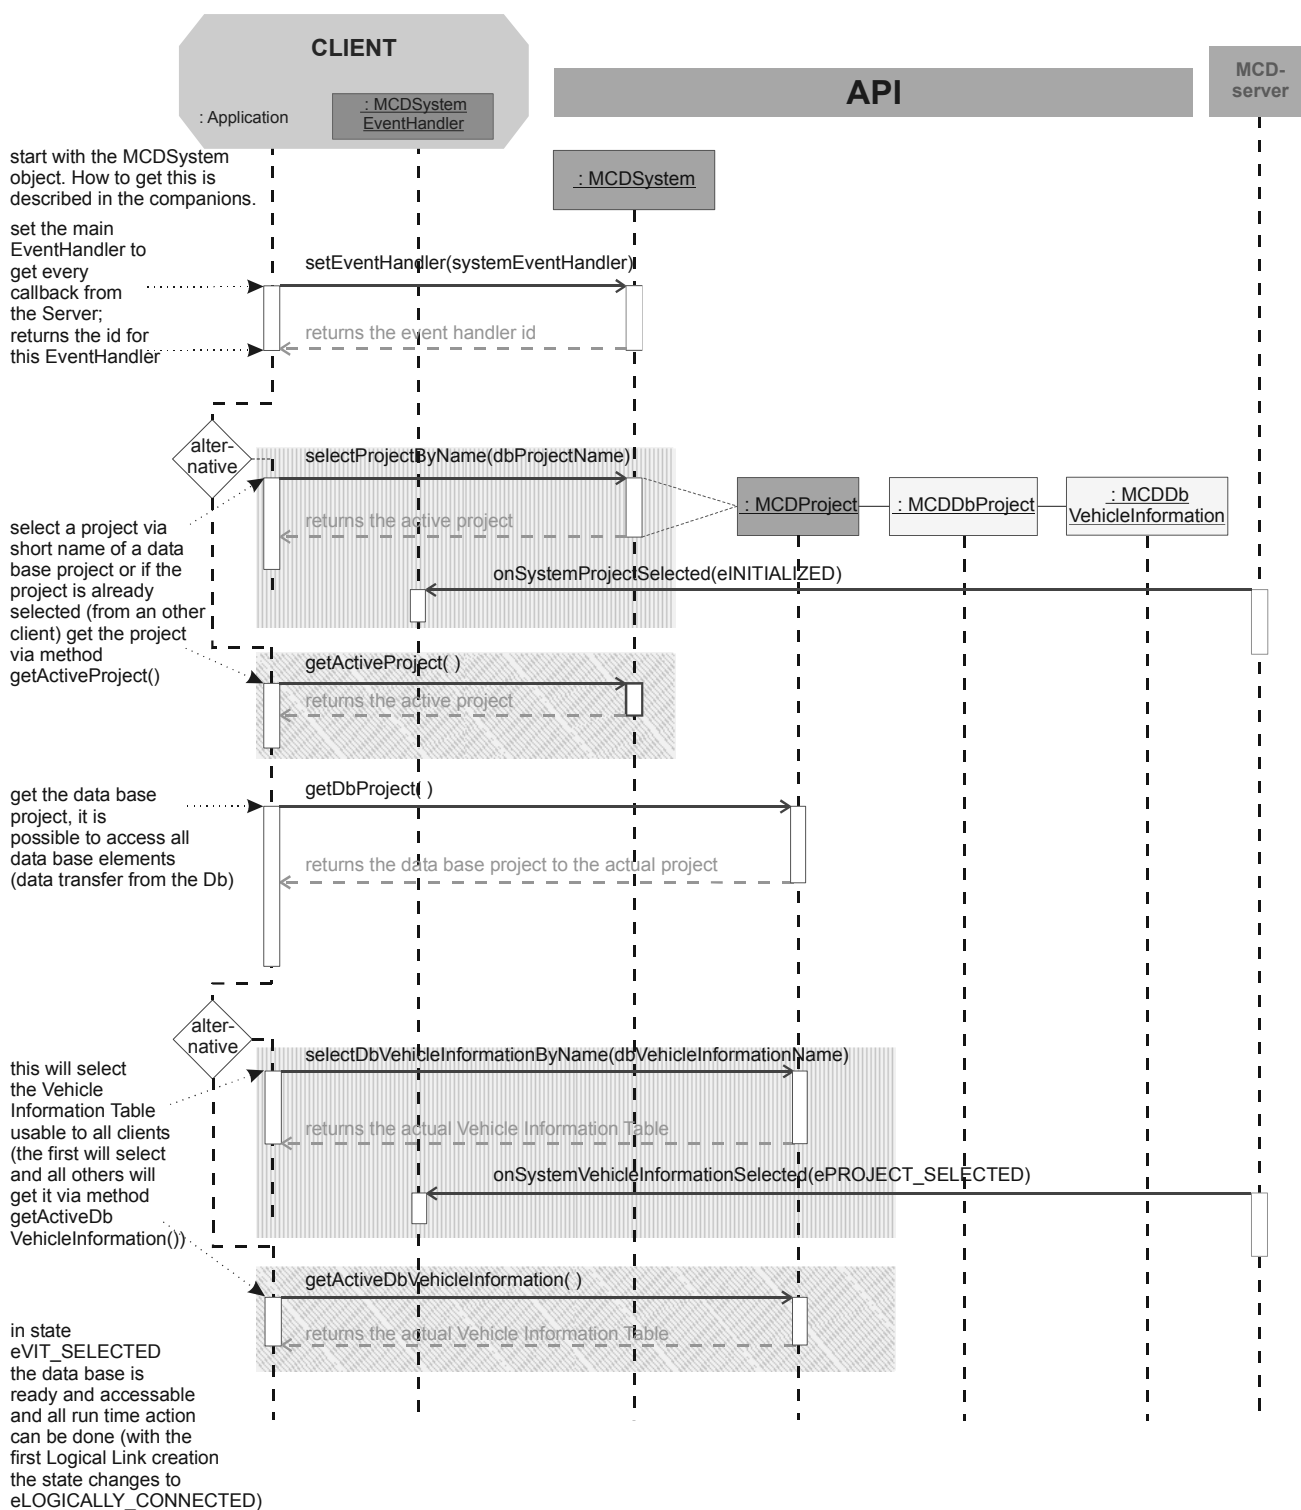 CLIENT
: Application
: MCDSystem
EventHandler
API
MCD-
server
start with the MCDSystem
object. How to get this is
described in the companions.
: MCDSystem
set the main
EventHandler to
get every
callback from
the Server;
returns the id for
this EventHandler
setEventHandler(systemEventHandler)
returns the event handler id
alter-
native
selectProjectByName(dbProjectName)
returns the active project
: MCDProject
: MCDDbProject
: MCDDb
VehicleInformation
select a project via
short name of a data
base project or if the
project is already
selected (from an other
client) get the project
via method
getActiveProject()
onSystemProjectSelected(eINITIALIZED)
getActiveProject( )
returns the active project
get the data base
project, it is
possible to access all
data base elements
(data transfer from the Db)
getDbProject( )
returns the data base project to the actual project
alter-
native
selectDbVehicleInformationByName(dbVehicleInformationName)
returns the actual Vehicle Information Table
this will select
the Vehicle
Information Table
usable to all clients
(the first will select
and all others will
get it via method
getActiveDb
VehicleInformation())
onSystemVehicleInformationSelected(ePROJECT_SELECTED)
getActiveDbVehicleInformation( )
returns the actual Vehicle Information Table
in state
eVIT_SELECTED
the data base is
ready and accessable
and all run time action
can be done (with the
first Logical Link creation
the state changes to
eLOGICALLY_CONNECTED)